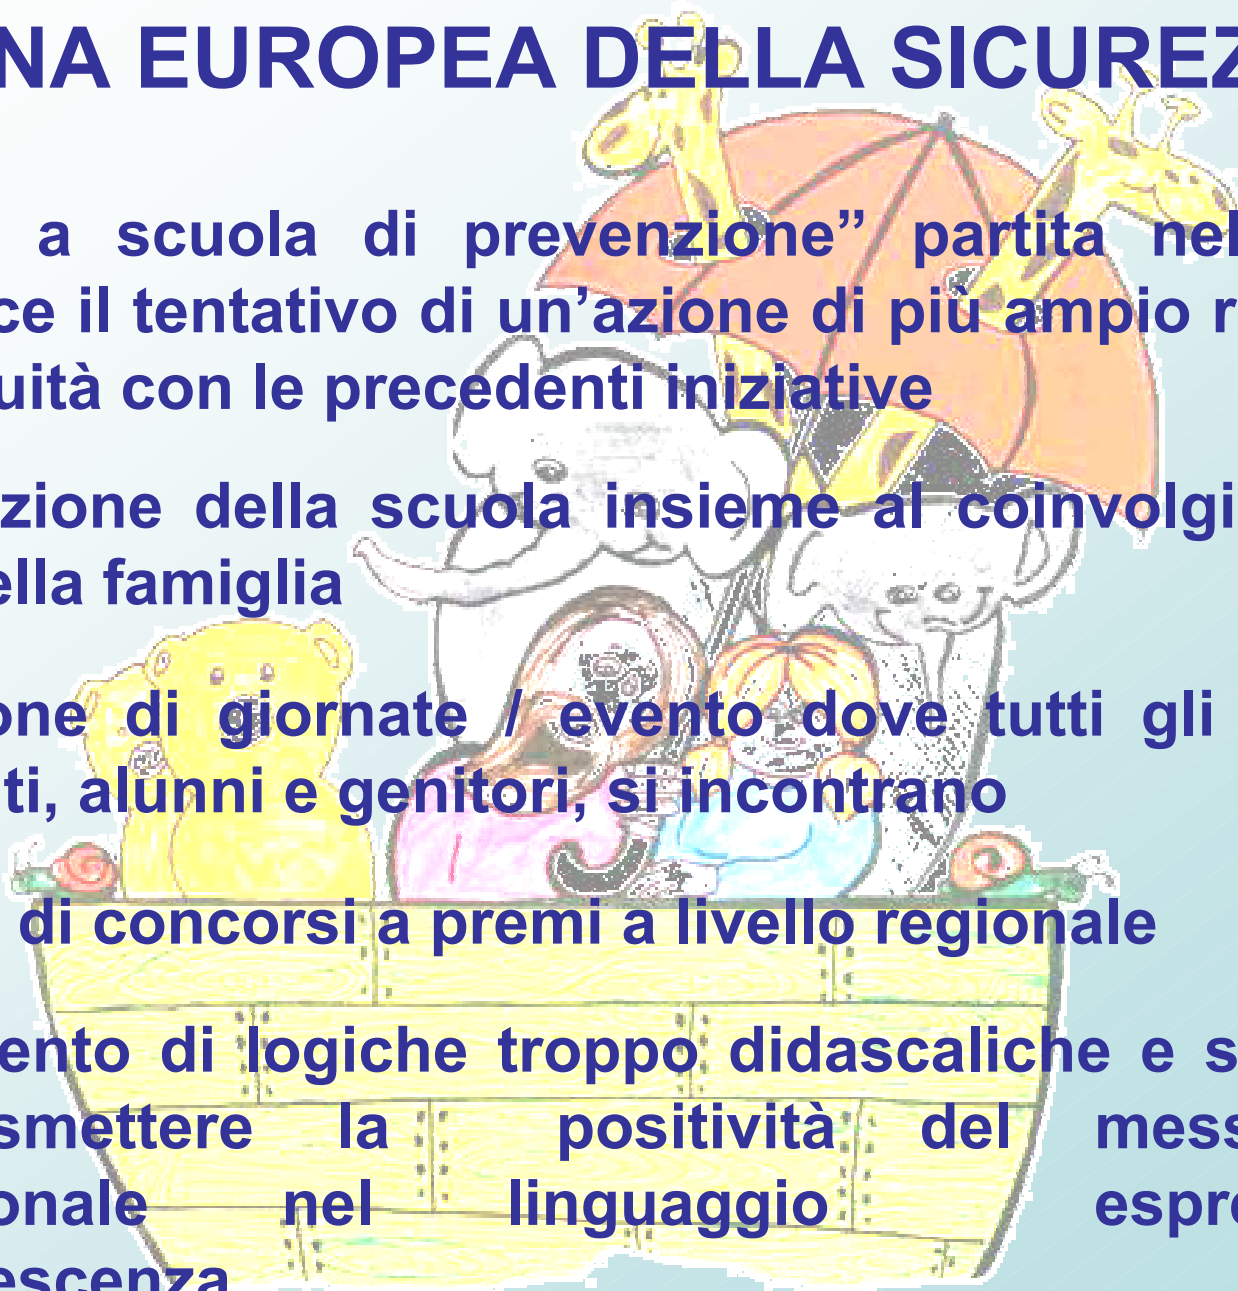 NA EUROPEA DELLA SICUREZ
a scuola di prevenzione” partita nel
ce il tentativo di un’azione di più ampio r
uità con le precedenti iniziative
zione della scuola insieme al coinvolgi
ella famiglia
one di giornate / evento dove tutti gli
ti, alunni e genitori, si incontrano
di concorsi a premi a livello regionale
ento di logiche troppo didascaliche e s
smettere la positività del mess
onale nel linguaggio espre
escenza